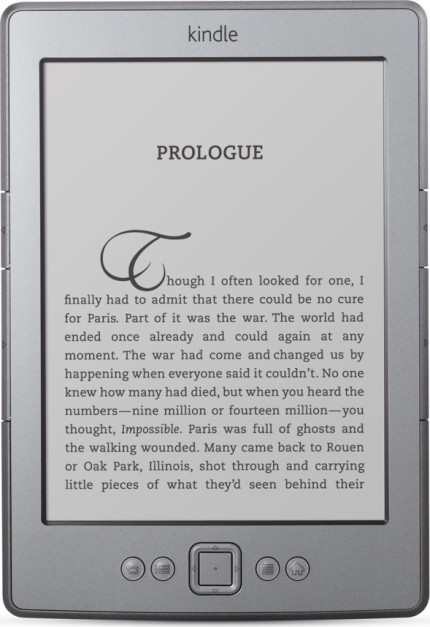 kindle
PROLOGUE
Though I often looked for one, I
finally had to admit that there could be no cure
for Paris. Part of it was the war. The world had
ended once already and could again at any
moment. The war had come and changed us by
happening when everyone said it couldn't. No one
knew how many had died, but when you heard the
numbers—nine million or fourteen million—you
thought, Impossible. Paris was full of ghosts and
the walking wounded. Many came back to Rouen
or Oak Park, Illinois, shot through and carrying
little pieces of what they'd seen behind their